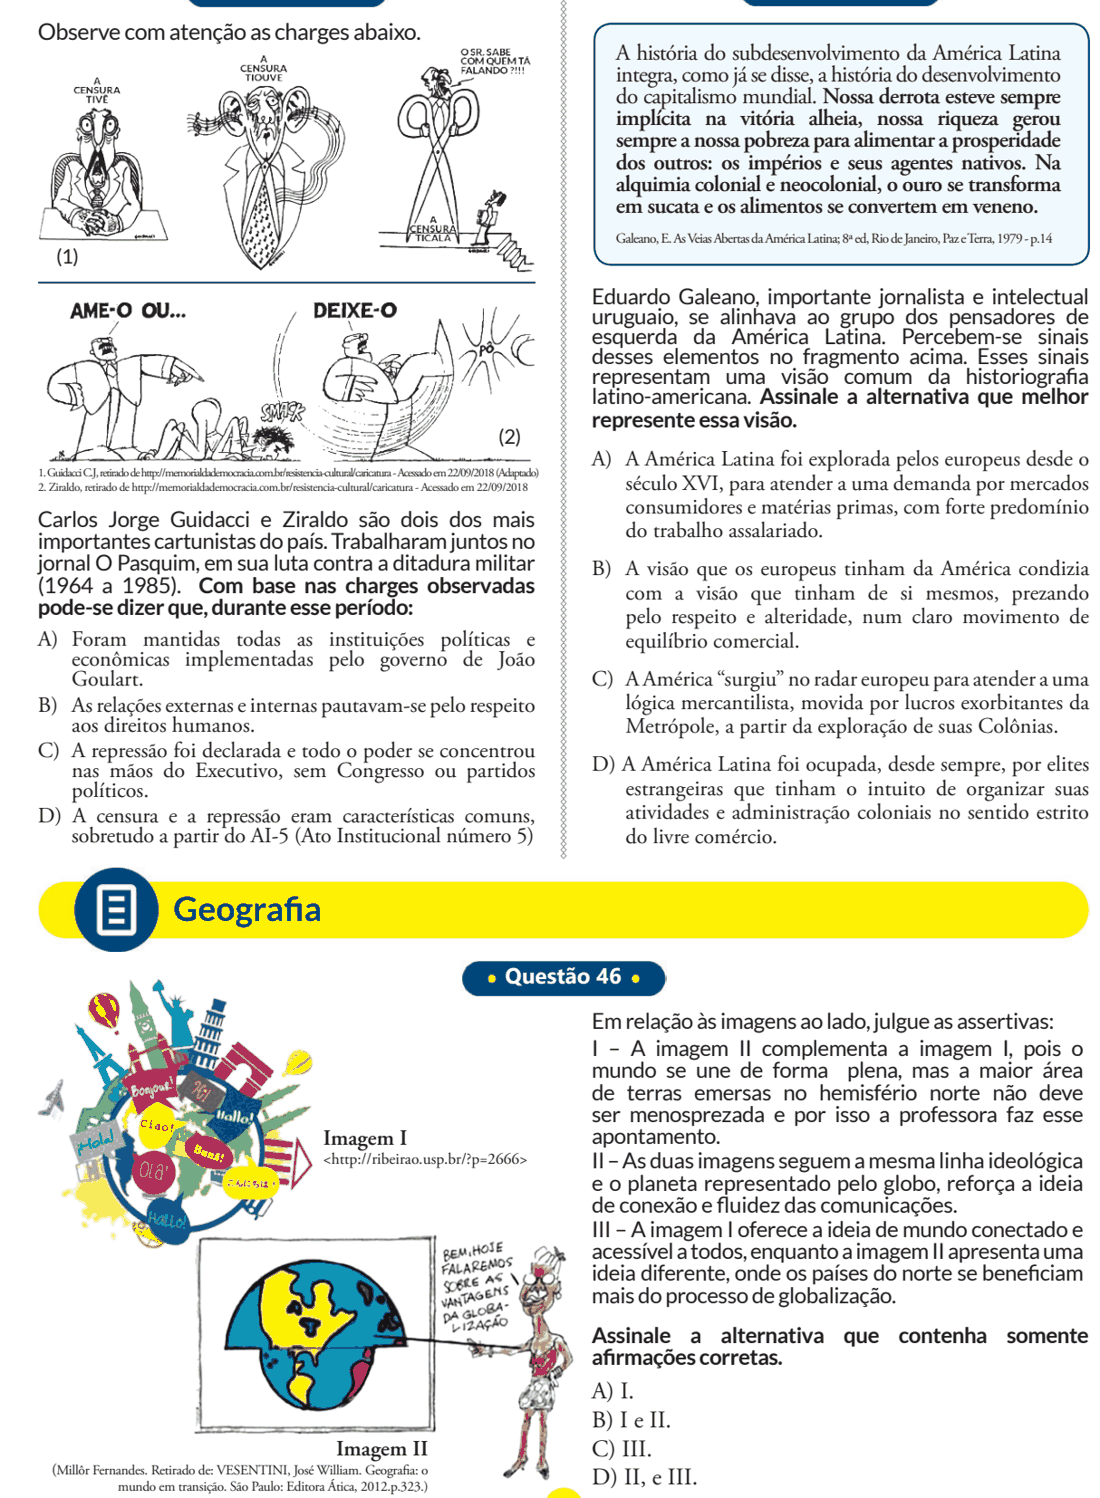 Observe com atenção as charges abaixo.
A
CENSURA
TIVÊ
A
CENSURA
TIOUVE
O SR. SABE
COM QUEM TÁ
FALANDO ?!!!
A
CENSURA
TICALA
(1)
AME-O OU...
DEIXE-O
SMACK
PÔ
(2)
1. Guidacci C.J, retirado de http://memorialdademocracia.com.br/resistencia-cultural/caricatura - Acessado em 22/09/2018 (Adaptado)
2. Ziraldo, retirado de http://memorialdademocracia.com.br/resistencia-cultural/caricatura - Acessado em 22/09/2018
Carlos Jorge Guidacci e Ziraldo são dois dos mais
importantes cartunistas do país. Trabalharam juntos no
jornal O Pasquim, em sua luta contra a ditadura militar
(1964 a 1985). Com base nas charges observadas
pode-se dizer que, durante esse período:
A) Foram mantidas todas as instituições políticas e
econômicas implementadas pelo governo de João
Goulart.
B) As relações externas e internas pautavam-se pelo respeito
aos direitos humanos.
C) A repressão foi declarada e todo o poder se concentrou
nas mãos do Executivo, sem Congresso ou partidos
políticos.
D) A censura e a repressão eram características comuns,
sobretudo a partir do AI-5 (Ato Institucional número 5)
A história do subdesenvolvimento da América Latina
integra, como já se disse, a história do desenvolvimento
do capitalismo mundial. Nossa derrota esteve sempre
implícita na vitória alheia, nossa riqueza gerou
sempre a nossa pobreza para alimentar a prosperidade
dos outros: os impérios e seus agentes nativos. Na
alquimia colonial e neocolonial, o ouro se transforma
em sucata e os alimentos se convertem em veneno.
Galeano, E. As Veias Abertas da América Latina; 8ª ed, Rio de Janeiro, Paz e Terra, 1979 - p.14
Eduardo Galeano, importante jornalista e intelectual
uruguaio, se alinhava ao grupo dos pensadores de
esquerda da América Latina. Percebem-se sinais
desses elementos no fragmento acima. Esses sinais
representam uma visão comum da historiografia
latino-americana. Assinale a alternativa que melhor
represente essa visão.
A) A América Latina foi explorada pelos europeus desde o
século XVI, para atender a uma demanda por mercados
consumidores e matérias primas, com forte predomínio
do trabalho assalariado.
B) A visão que os europeus tinham da América condizia
com a visão que tinham de si mesmos, prezando
pelo respeito e alteridade, num claro movimento de
equilíbrio comercial.
C) A América “surgiu” no radar europeu para atender a uma
lógica mercantilista, movida por lucros exorbitantes da
Metrópole, a partir da exploração de suas Colônias.
D) A América Latina foi ocupada, desde sempre, por elites
estrangeiras que tinham o intuito de organizar suas
atividades e administração coloniais no sentido estrito
do livre comércio.
Geografia
• Questão 46 •
Bonjour!
Hallo!
Ciao!
¡Hola!
Olá!
こんにちは!
Hallo!
Imagem I
<http://ribeirao.usp.br/?p=2666>
BEM, HOJE
FALAREMOS
SOBRE AS
VANTAGENS
DA GLOBA-
LIZAÇÃO
Imagem II
(Millôr Fernandes. Retirado de: VESENTINI, José William. Geografia: o
mundo em transição. São Paulo: Editora Ática, 2012.p.323.)
Em relação às imagens ao lado, julgue as assertivas:
I – A imagem II complementa a imagem I, pois o
mundo se une de forma plena, mas a maior área
de terras emersas no hemisfério norte não deve
ser menosprezada e por isso a professora faz esse
apontamento.
II – As duas imagens seguem a mesma linha ideológica
e o planeta representado pelo globo, reforça a ideia
de conexão e fluidez das comunicações.
III – A imagem I oferece a ideia de mundo conectado e
acessível a todos, enquanto a imagem II apresenta uma
ideia diferente, onde os países do norte se beneficiam
mais do processo de globalização.
Assinale a alternativa que contenha somente
afirmações corretas.
A) I.
B) I e II.
C) III.
D) II, e III.